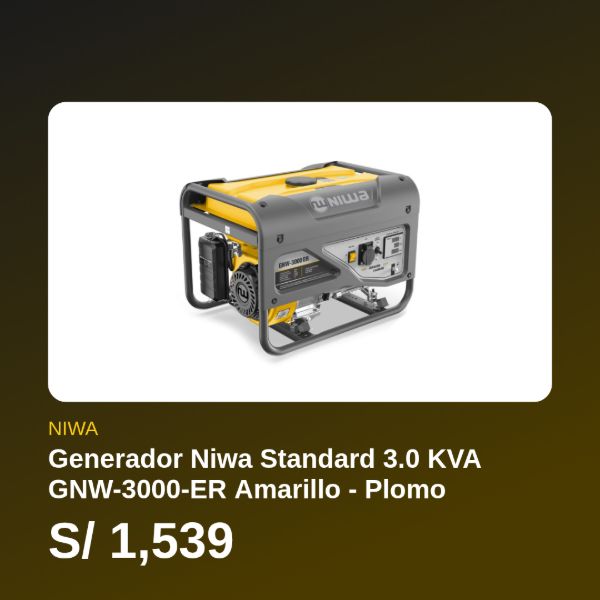 NIWA
GNW-3000 ER
NIWA
Generador Niwa Standard 3.0 KVA
GNW-3000-ER Amarillo - Plomo
S/ 1,539